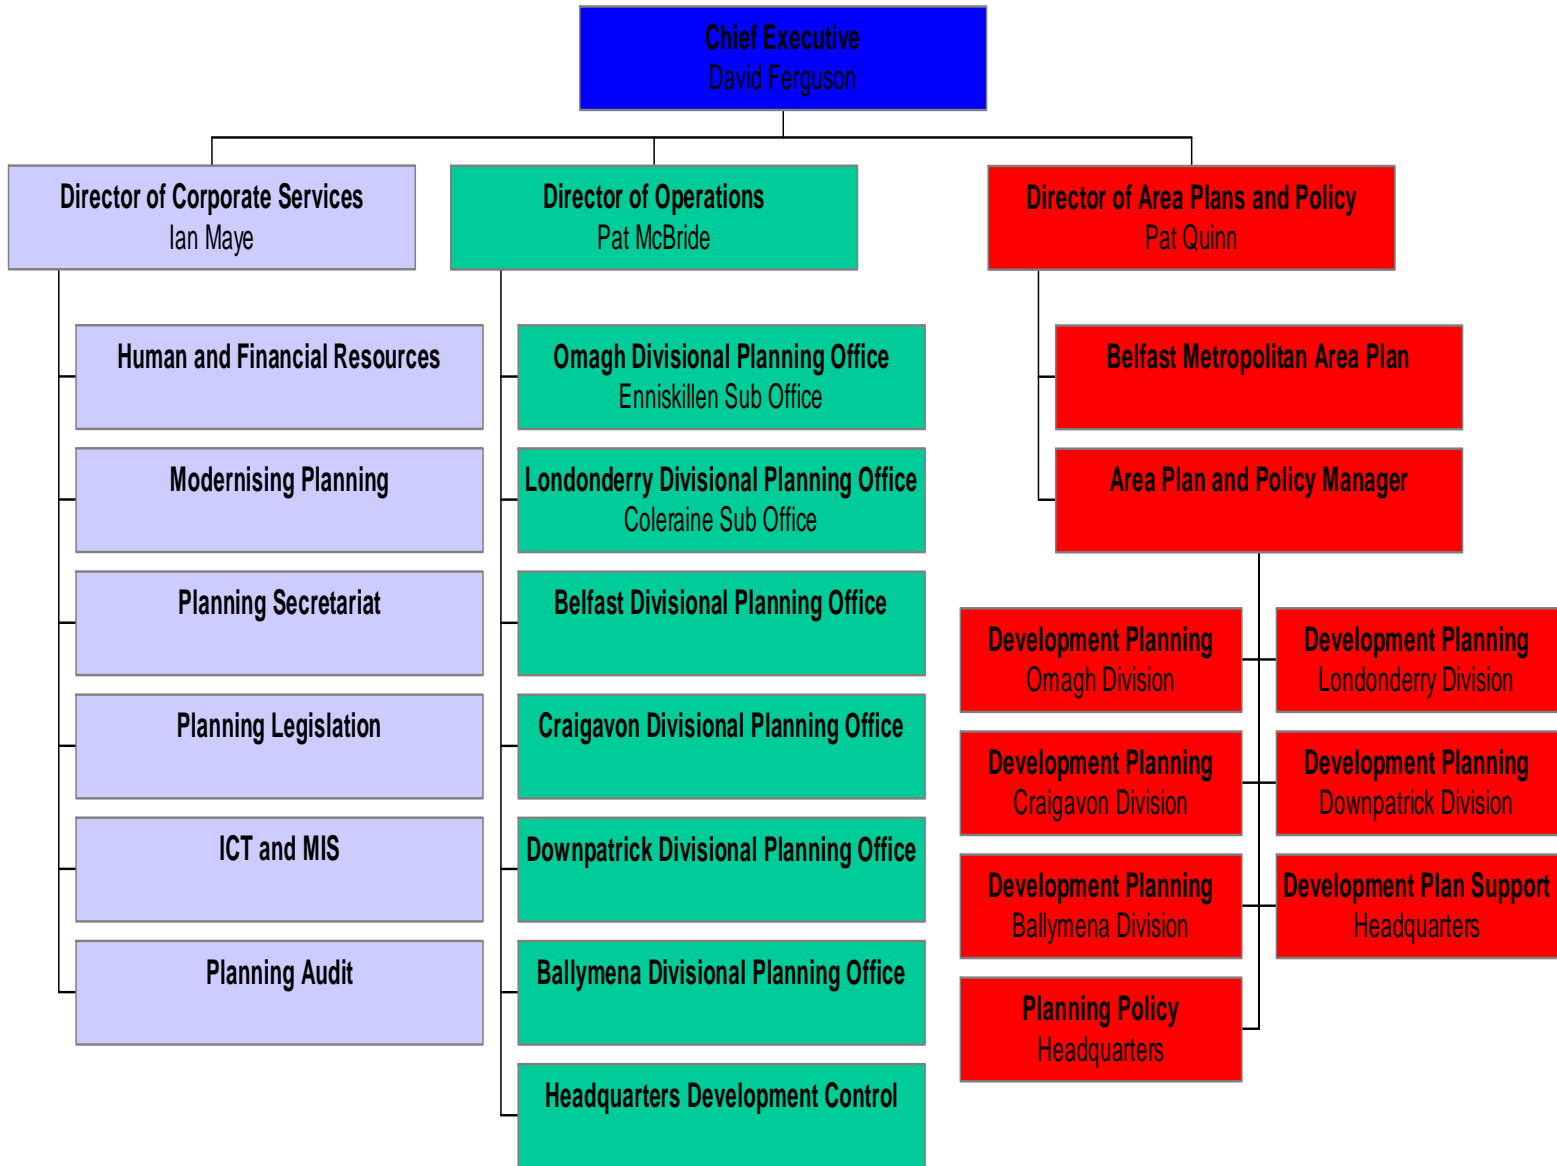 Chief Executive
David Ferguson
Director of Corporate Services
Ian Maye
Human and Financial Resources
Modernising Planning
Planning Secretariat
Planning Legislation
ICT and MIS
Planning Audit
Director of Operations
Pat McBride
Omagh Divisional Planning Office
Enniskillen Sub Office
Londonderry Divisional Planning Office
Coleraine Sub Office
Belfast Divisional Planning Office
Craigavon Divisional Planning Office
Downpatrick Divisional Planning Office
Ballymena Divisional Planning Office
Headquarters Development Control
Director of Area Plans and Policy
Pat Quinn
Belfast Metropolitan Area Plan
Area Plan and Policy Manager
Development Planning
Omagh Division
Development Planning
Londonderry Division
Development Planning
Craigavon Division
Development Planning
Downpatrick Division
Development Planning
Ballymena Division
Development Plan Support
Headquarters
Planning Policy
Headquarters